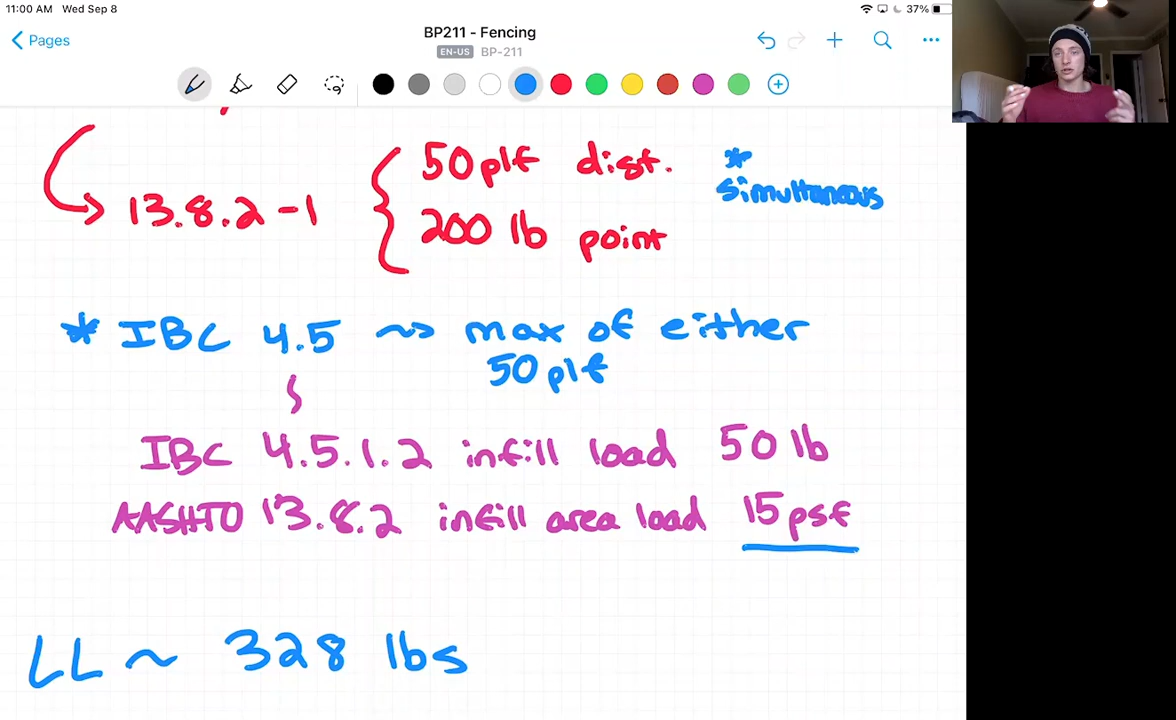 11:00 AM Wed Sep 8
37%
Pages
BP211 - Fencing
EN-US BP-211
50 plf dist.
13.8.2-1
200 lb point
*
simultaneous
* IBC 4.5 ~> max of either
50 plf
IBC 4.5.1.2 infill load 50 lb
AASHTO 13.8.2 infill area load 15 psf
LL ~ 328 lbs